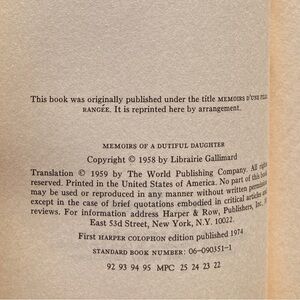 This book was originally published under the title MEMOIRS D'UNE FILLE
RANGÉE. It is reprinted here by arrangement.
MEMOIRS OF A DUTIFUL DAUGHTER
Copyright © 1958 by Librairie Gallimard
Translation © 1959 by The World Publishing Company. All rights
reserved. Printed in the United States of America. No part of this book
may be used or reproduced in any manner without written permission
except in the case of brief quotations embodied in critical articles and
reviews. For information address Harper & Row, Publishers, Inc.,
East 53d Street, New York, N.Y. 10022.
First HARPER COLOPHON edition published 1974
STANDARD BOOK NUMBER: 06-090351-1
92 93 94 95 MPC 25 24 23 22